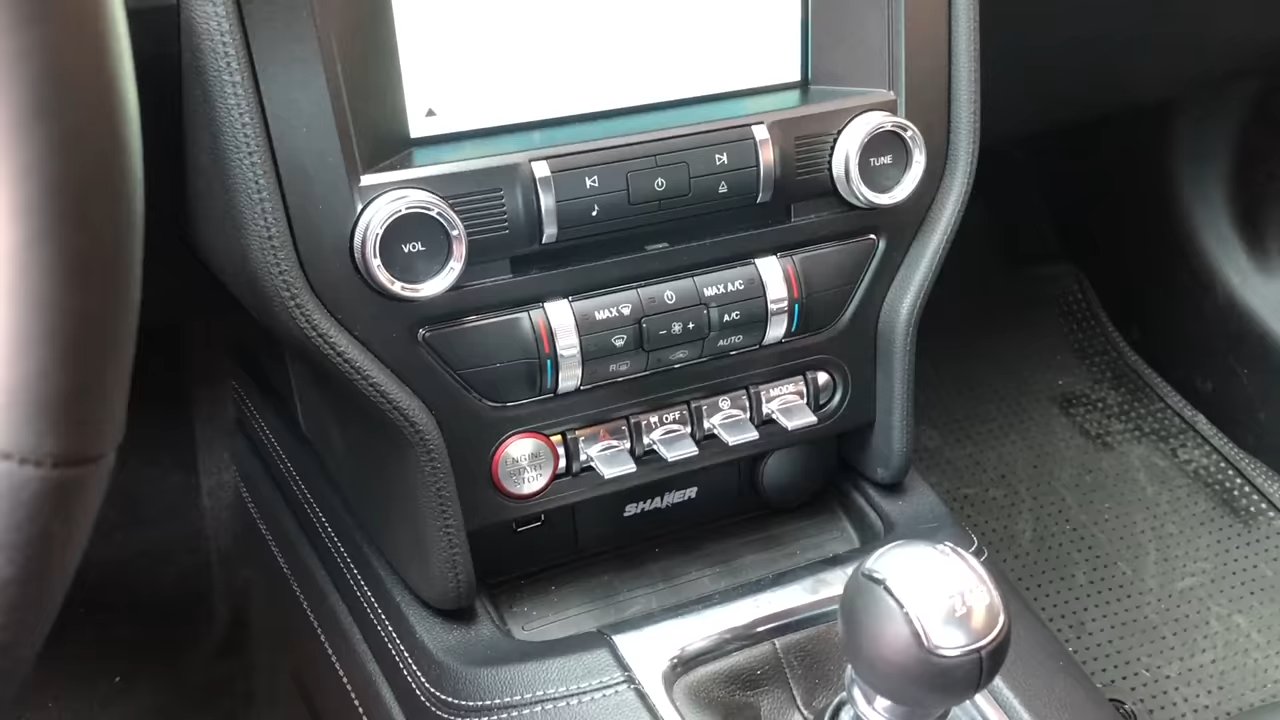 TUNE
VOL
MAX
MAX A/C
A/C
AUTO
R
OFF
MODE
ENGINE
START
STOP
SHAKER